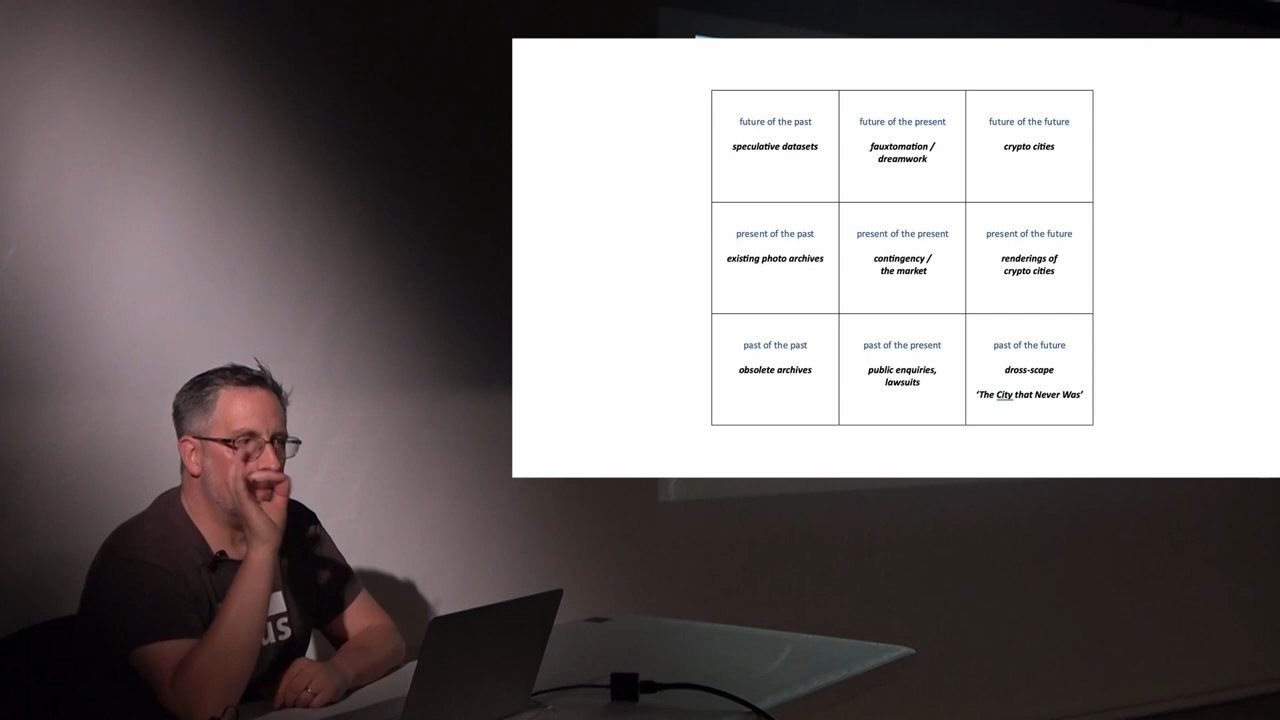 future of the past
speculative datasets
future of the present
fauxtomation /
dreamwork
future of the future
crypto cities
present of the past
existing photo archives
present of the present
contingency /
the market
present of the future
renderings of
crypto cities
past of the past
obsolete archives
past of the present
public enquiries,
lawsuits
past of the future
dross-scape
‘The City that Never Was’
us